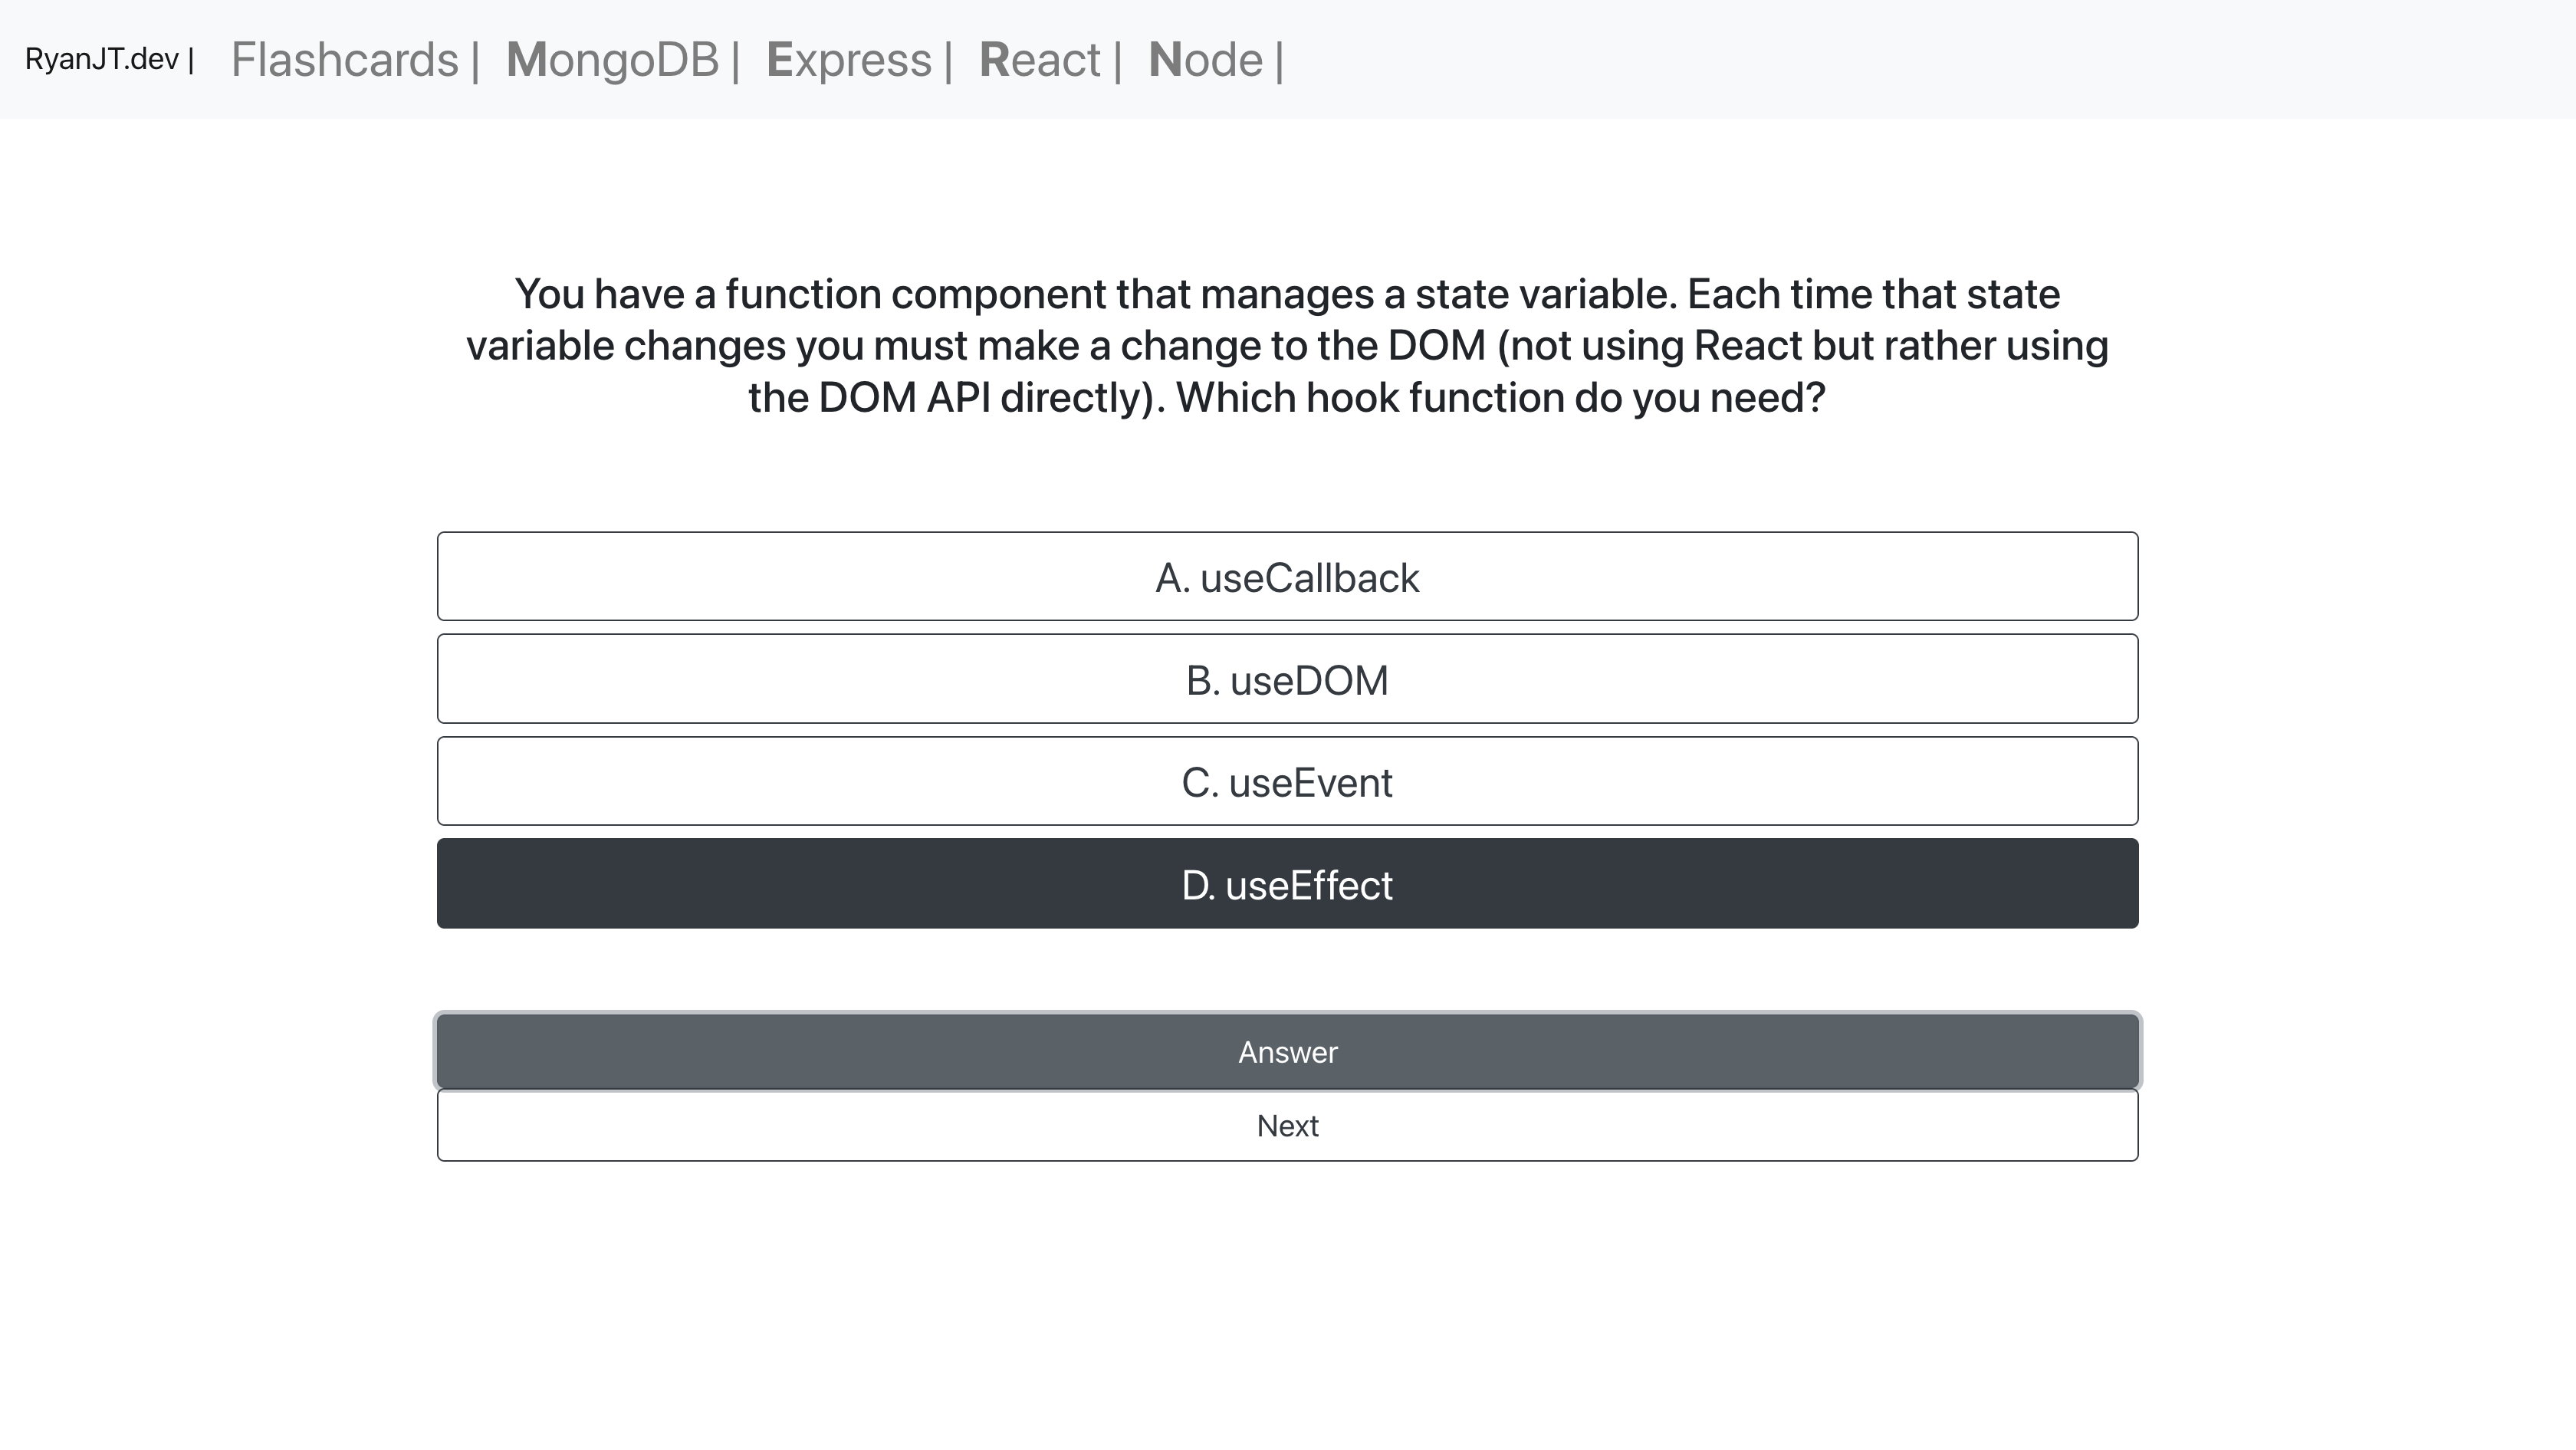 RyanJT.dev | Flashcards | MongoDB | Express | React | Node |
You have a function component that manages a state variable. Each time that state
variable changes you must make a change to the DOM (not using React but rather using
the DOM API directly). Which hook function do you need?
A. useCallback
B. useDOM
C. useEvent
D. useEffect
Answer
Next